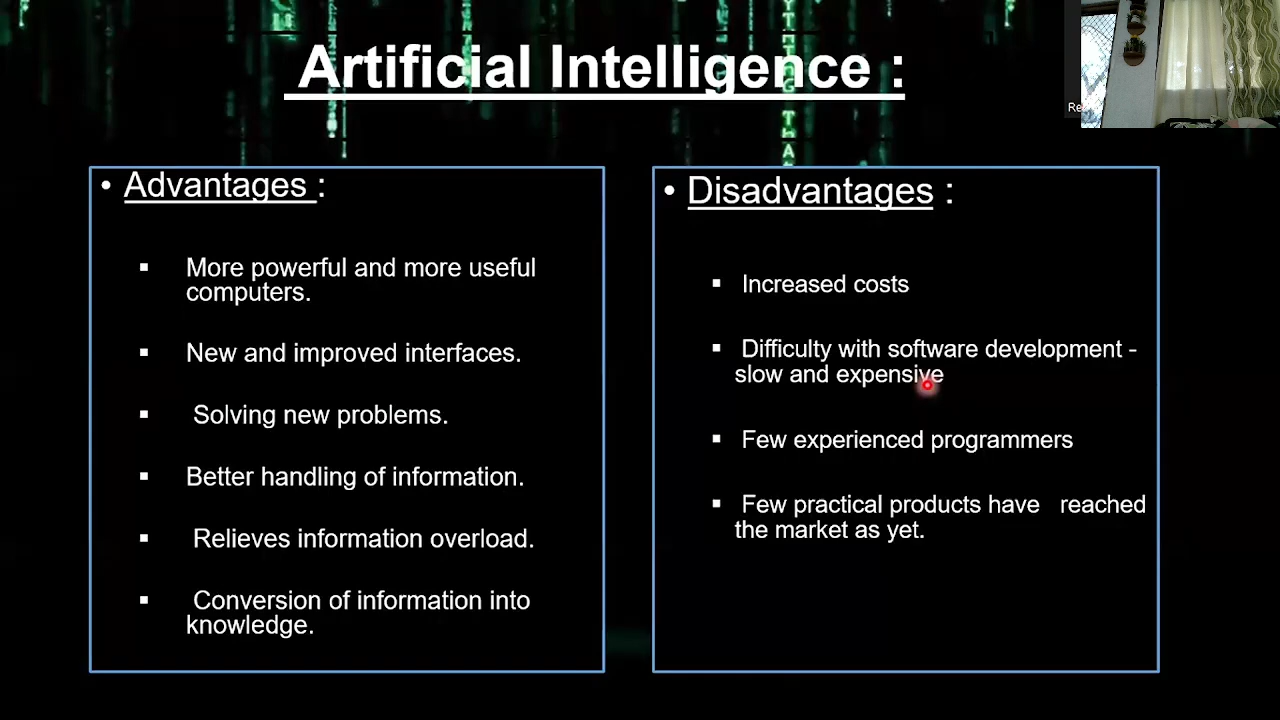 Artificial Intelligence :
• Advantages :
▪ More powerful and more useful
computers.
▪ New and improved interfaces.
▪ Solving new problems.
▪ Better handling of information.
▪ Relieves information overload.
▪ Conversion of information into
knowledge.
• Disadvantages :
▪ Increased costs
▪ Difficulty with software development -
slow and expensive
▪ Few experienced programmers
▪ Few practical products have reached
the market as yet.